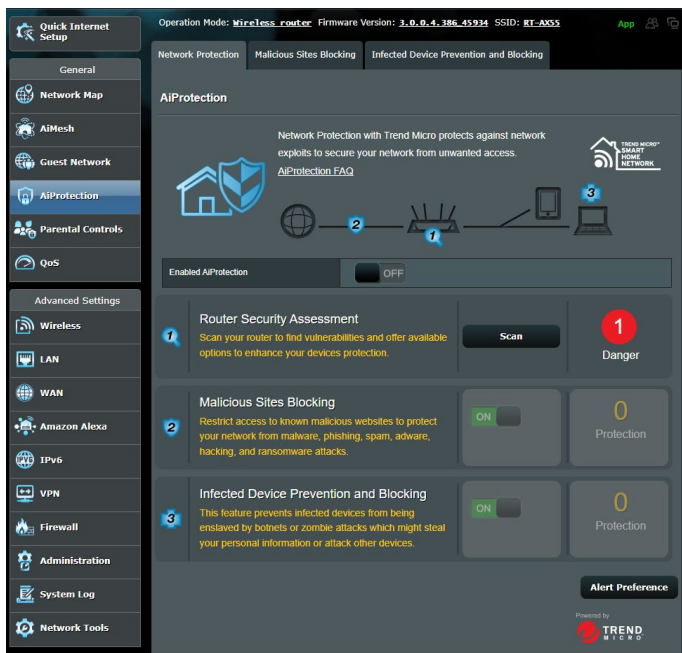 Quick Internet
Setup
Operation Mode: Wireless router Firmware Version: 3.0.0.4.386_45934 SSID: RT-AX55
App
General
Network Map
AiMesh
Guest Network
AiProtection
Parental Controls
QoS
Advanced Settings
Wireless
LAN
WAN
Amazon Alexa
IPv6
VPN
Firewall
Administration
System Log
Network Tools
Network Protection
Malicious Sites Blocking
Infected Device Prevention and Blocking
AiProtection
Network Protection with Trend Micro protects against network
exploits to secure your network from unwanted access.
AiProtection FAQ
TREND MICRO™
SMART
HOME
NETWORK
1
2
3
Enabled AiProtection
OFF
1
Router Security Assessment
Scan your router to find vulnerabilities and offer available
options to enhance your devices protection.
Scan
1
Danger
2
Malicious Sites Blocking
Restrict access to known malicious websites to protect
your network from malware, phishing, spam, adware,
hacking, and ransomware attacks.
ON
0
Protection
3
Infected Device Prevention and Blocking
This feature prevents infected devices from being
enslaved by botnets or zombie attacks which might steal
your personal information or attack other devices.
ON
0
Protection
Alert Preference
Powered by
TREND
MICRO